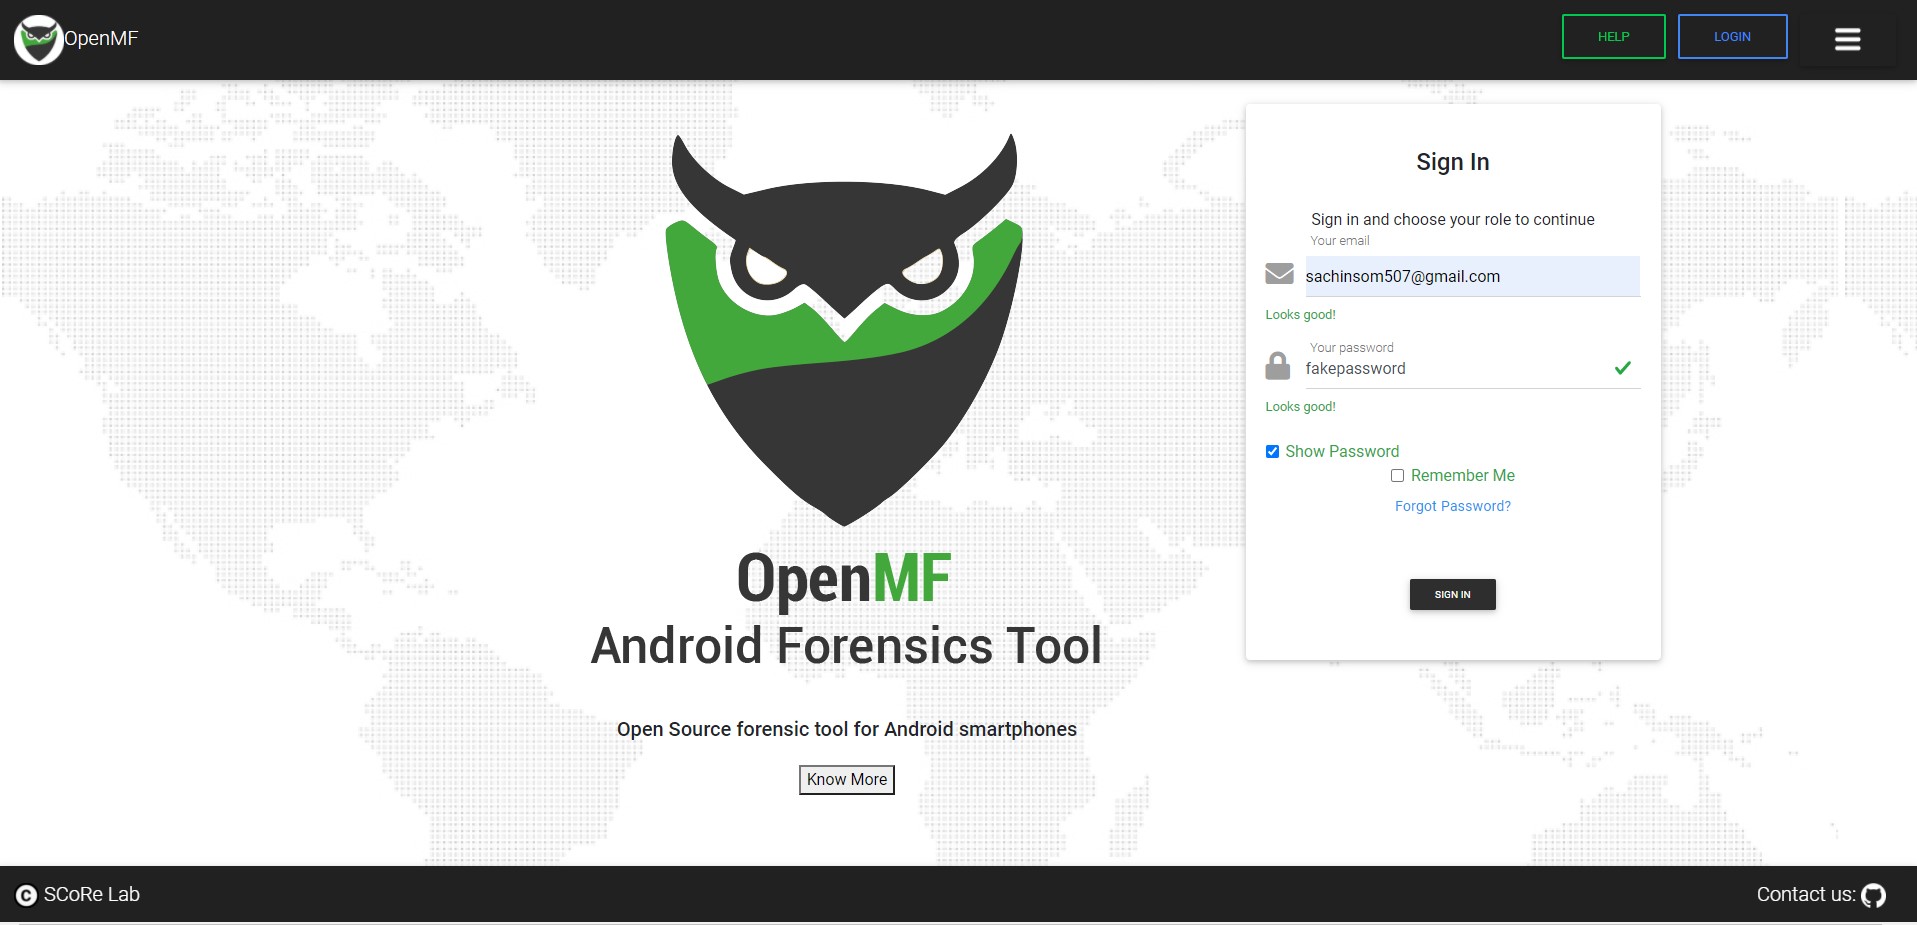 OpenMF
HELP
LOGIN
Sign In
Sign in and choose your role to continue
Your email
sachinsom507@gmail.com
Looks good!
Your password
fakepassword
Looks good!
Show Password
Remember Me
Forgot Password?
SIGN IN
OpenMF
Android Forensics Tool
Open Source forensic tool for Android smartphones
Know More
© SCoRe Lab
Contact us: